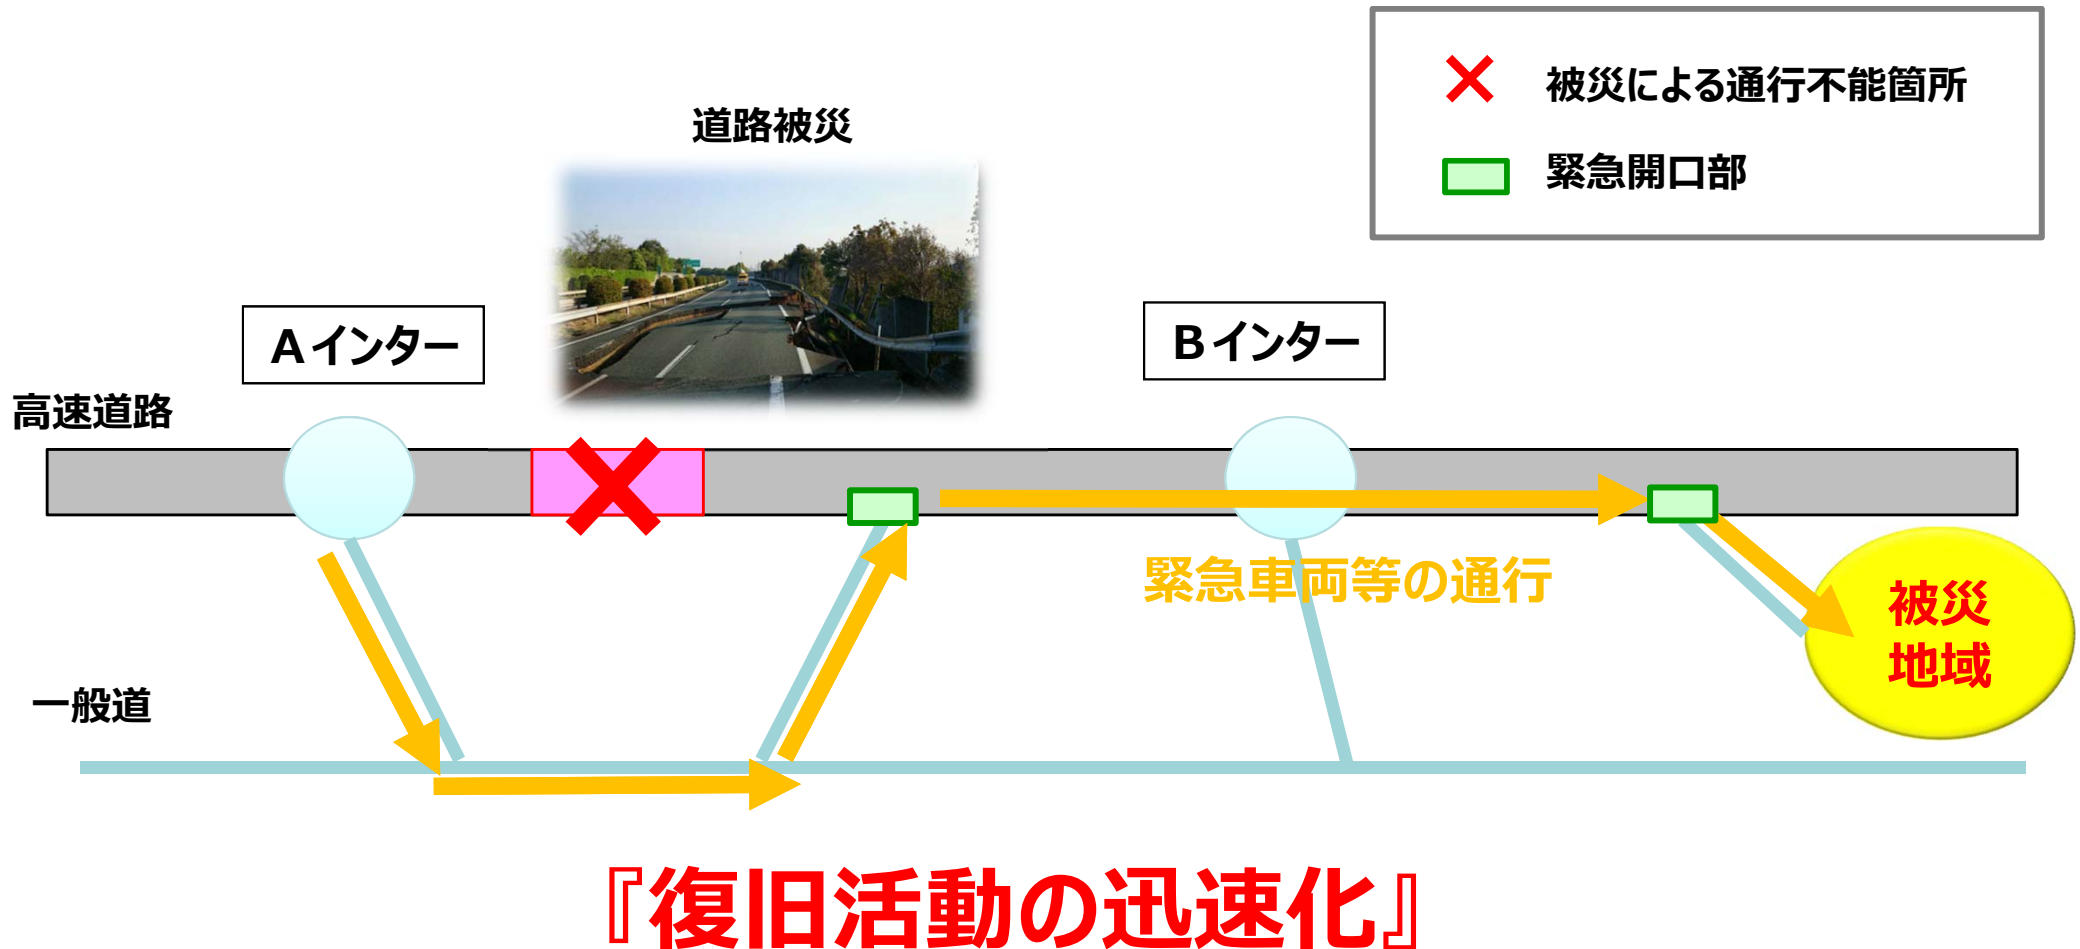 被災による通行不能箇所
緊急開口部
道路被災
Aインター
Bインター
高速道路
緊急車両等の通行
被災
地域
一般道
『復旧活動の迅速化』